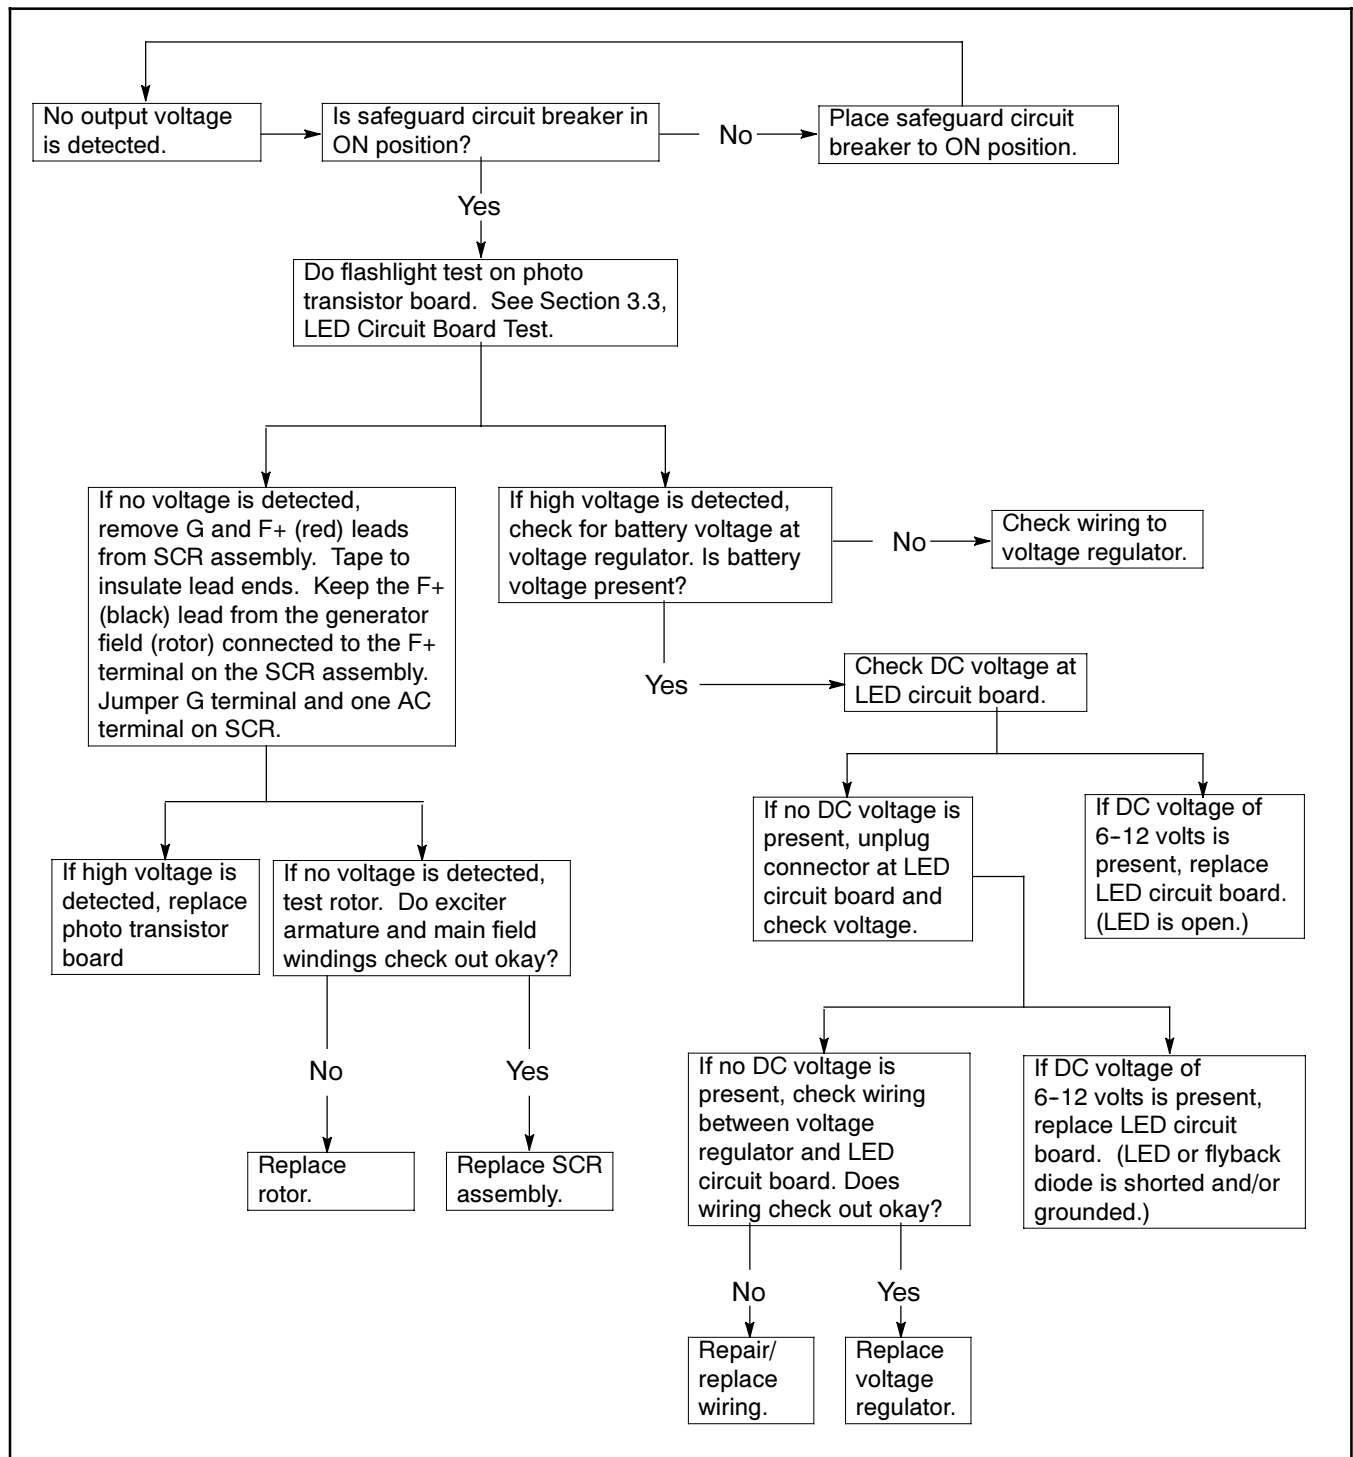 No output voltage
is detected.
Is safeguard circuit breaker in
ON position?
No
Place safeguard circuit
breaker to ON position.
Yes
Do flashlight test on photo
transistor board.  See Section 3.3,
LED Circuit Board Test.
If no voltage is detected,
remove G and F+ (red) leads
from SCR assembly.  Tape to
insulate lead ends.  Keep the F+
(black) lead from the generator
field (rotor) connected to the F+
terminal on the SCR assembly.
Jumper G terminal and one AC
terminal on SCR.
If high voltage is detected,
check for battery voltage at
voltage regulator. Is battery
voltage present?
No
Check wiring to
voltage regulator.
Yes
Check DC voltage at
LED circuit board.
If no DC voltage is
present, unplug
connector at LED
circuit board and
check voltage.
If DC voltage of
6-12 volts is
present, replace
LED circuit board.
(LED is open.)
If high voltage is
detected, replace
photo transistor
board
If no voltage is detected,
test rotor.  Do exciter
armature and main field
windings check out okay?
No
Yes
Replace
rotor.
Replace SCR
assembly.
If no DC voltage is
present, check wiring
between voltage
regulator and LED
circuit board. Does
wiring check out okay?
If DC voltage of
6-12 volts is present,
replace LED circuit
board.  (LED or flyback
diode is shorted and/or
grounded.)
No
Yes
Repair/
replace
wiring.
Replace
voltage
regulator.